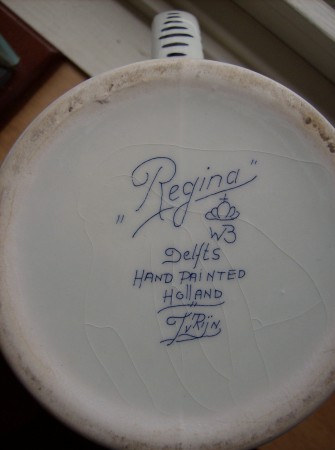 „Regina"
WB
Delfts
HAND PAINTED
Holland
T.v.Rijn